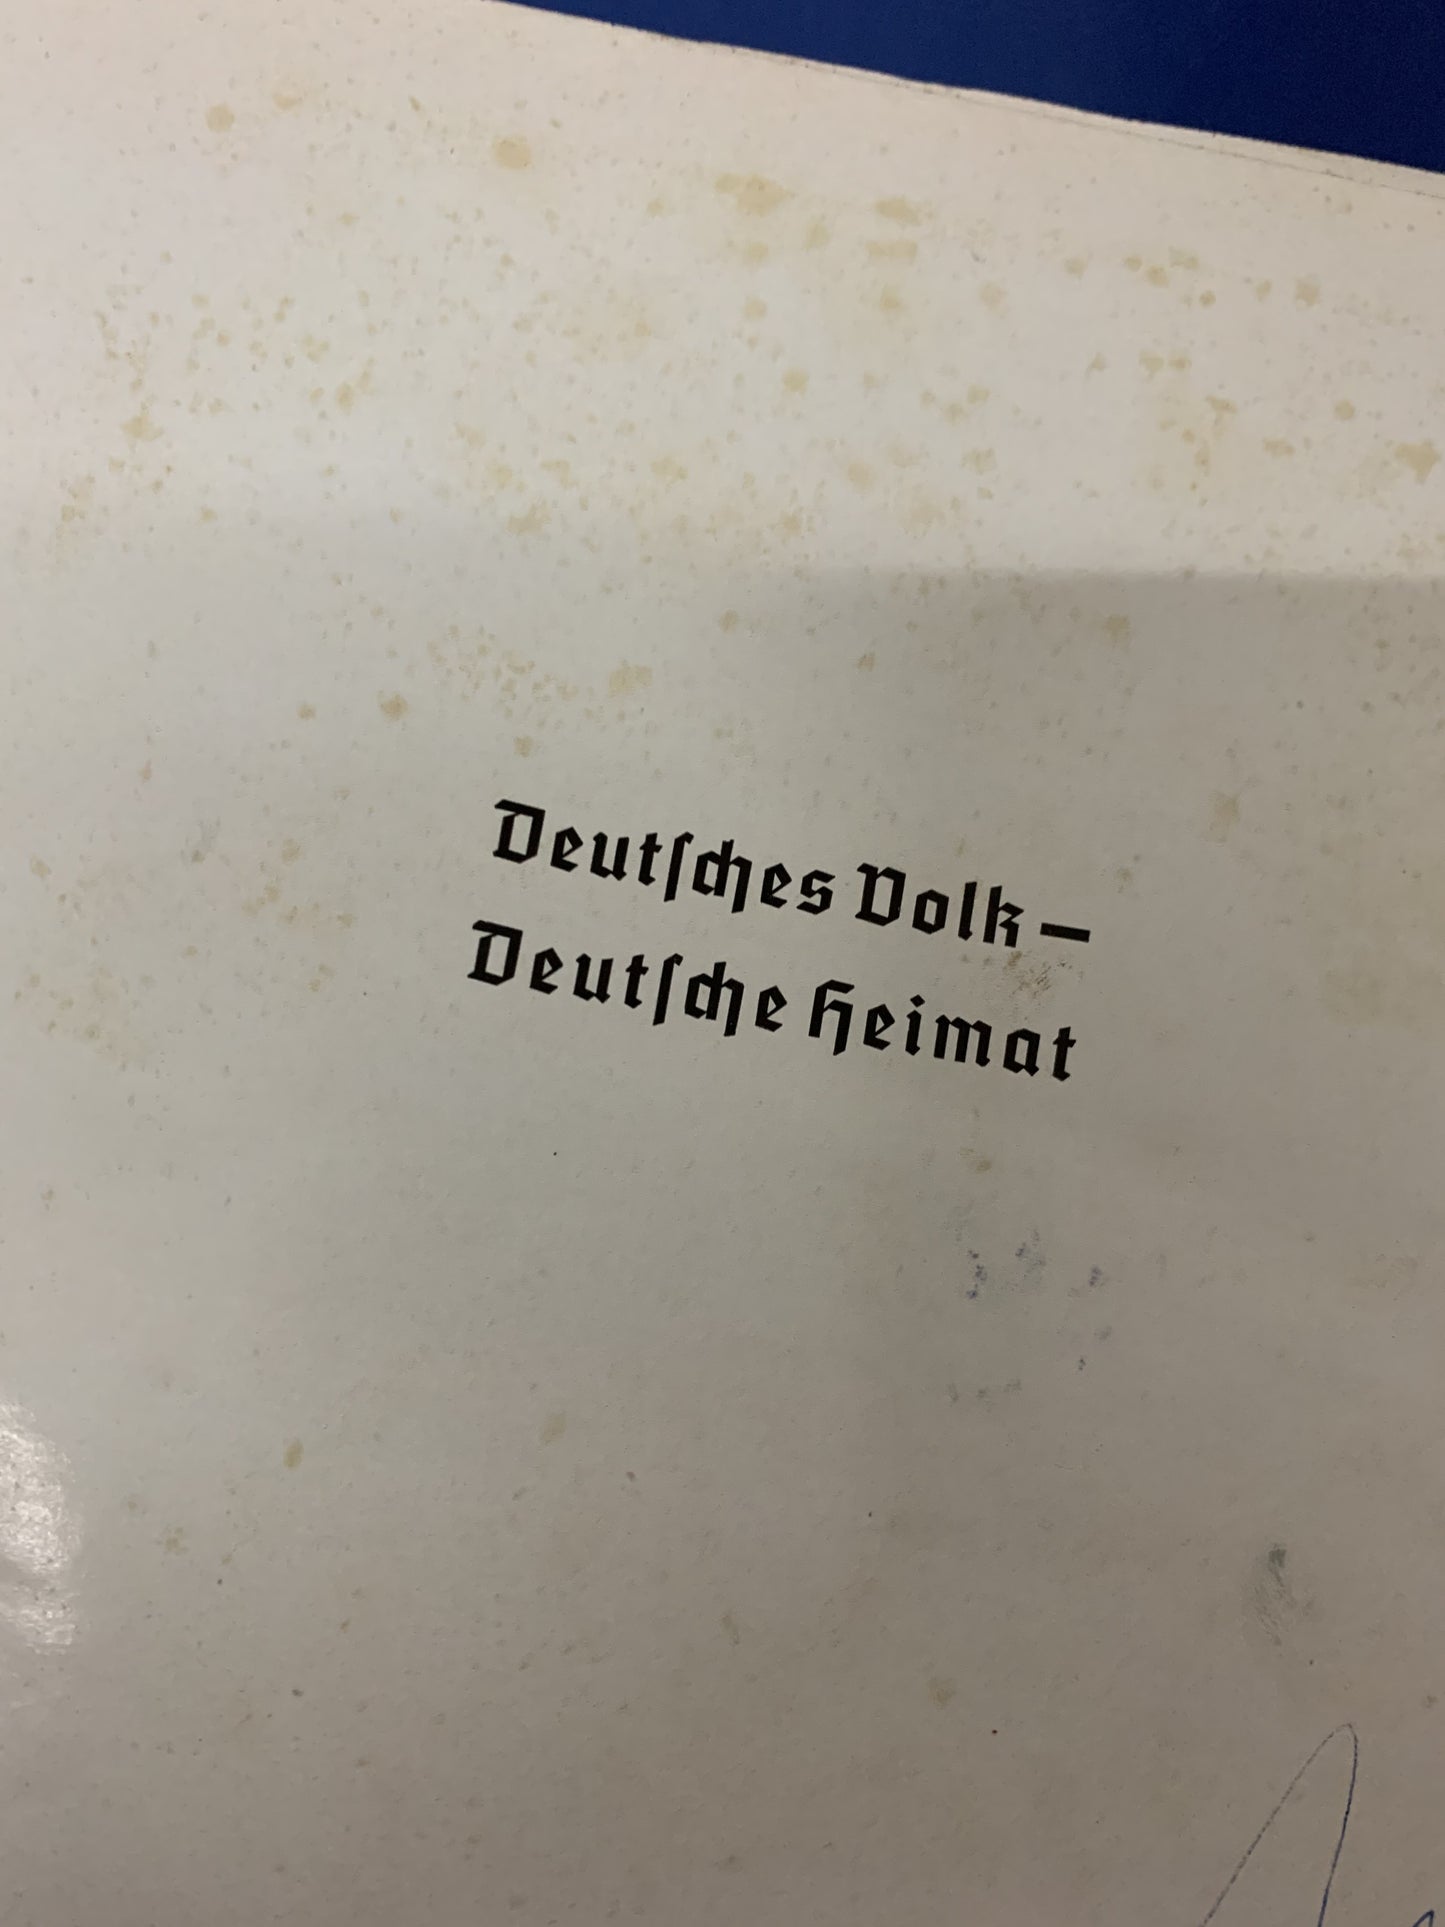 Deutſches Volk –
Deutſche Heimat